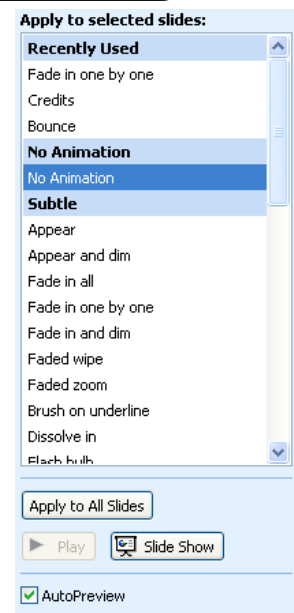 Apply to selected slides:
Recently Used
Fade in one by one
Credits
Bounce
No Animation
No Animation
Subtle
Appear
Appear and dim
Fade in all
Fade in one by one
Fade in and dim
Faded wipe
Faded zoom
Brush on underline
Dissolve in
Flash bulb
Apply to All Slides
Play
Slide Show
AutoPreview